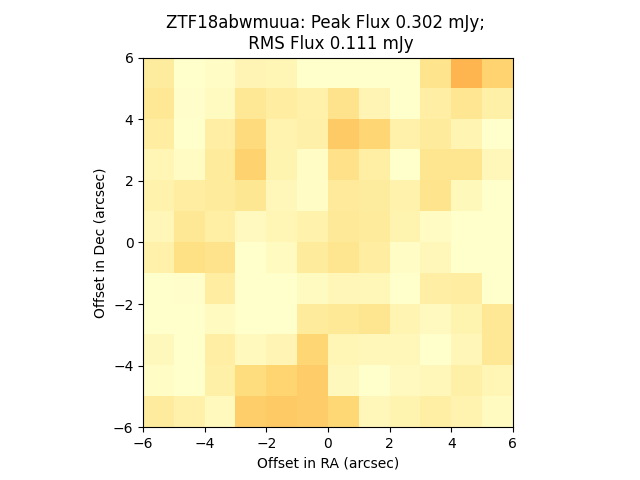 ZTF18abwmuua: Peak Flux 0.302 mJy;
RMS Flux 0.111 mJy
6
4
2
0
−2
−4
−6
Offset in Dec (arcsec)
−6 −4 −2 0 2 4 6
Offset in RA (arcsec)